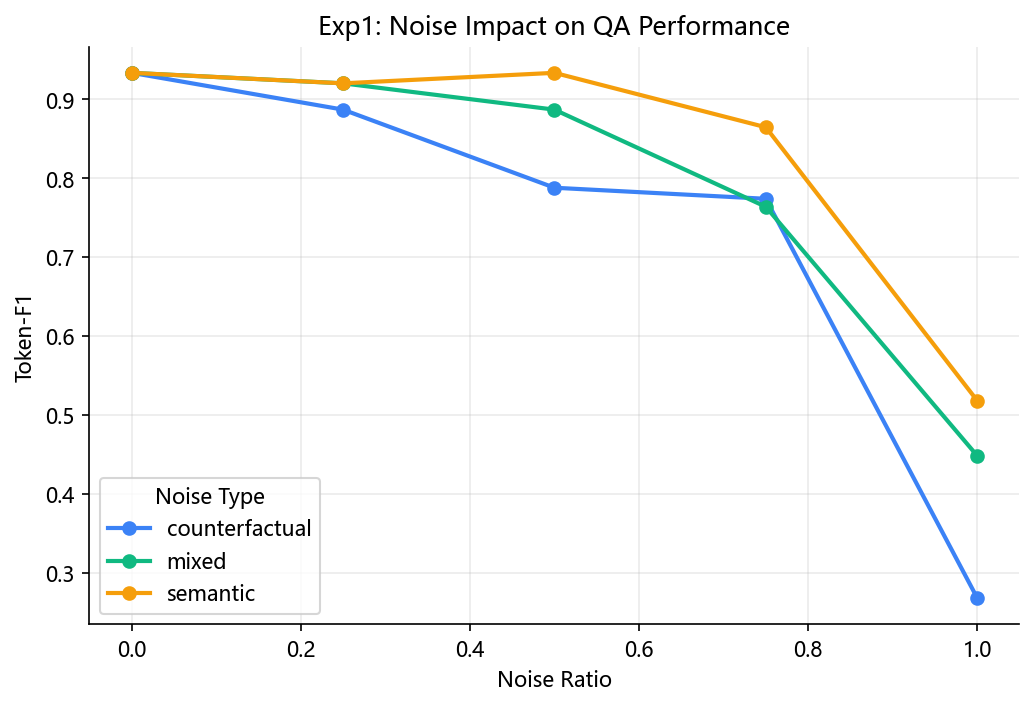 Exp1: Noise Impact on QA Performance
Token-F1
0.9
0.8
0.7
0.6
0.5
0.4
0.3
Noise Type
counterfactual
mixed
semantic
0.0 0.2 0.4 0.6 0.8 1.0
Noise Ratio